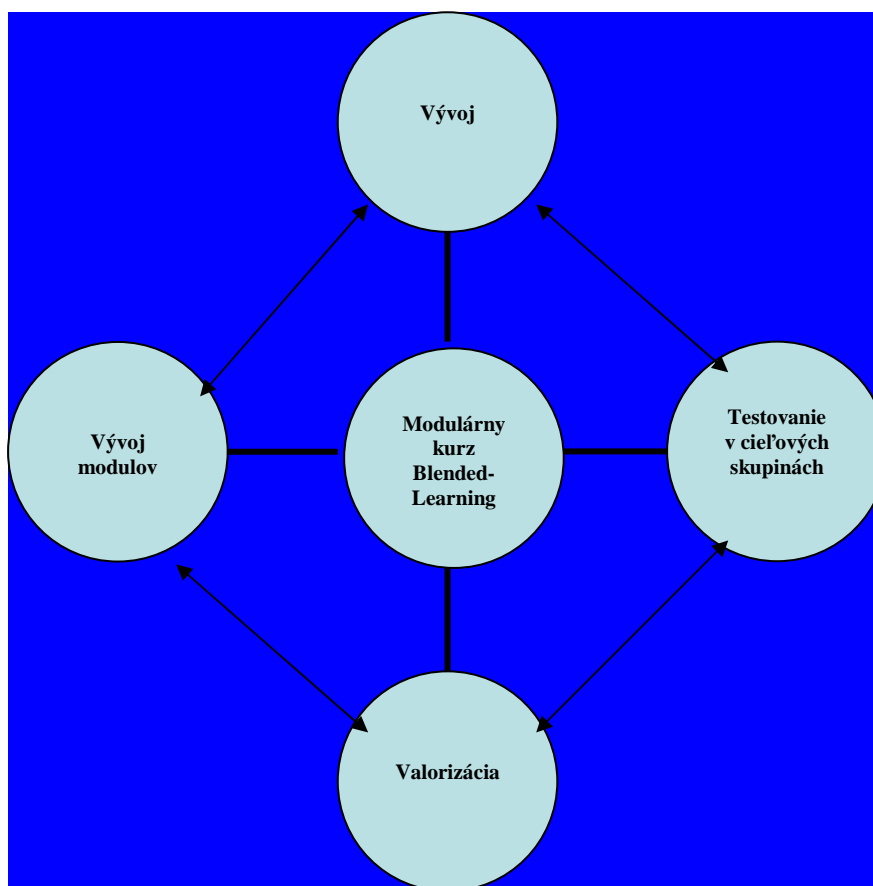 Vývoj
Vývoj
modulov
Modulárny
kurz
Blended-
Learning
Testovanie
v cieľových
skupinách
Valorizácia